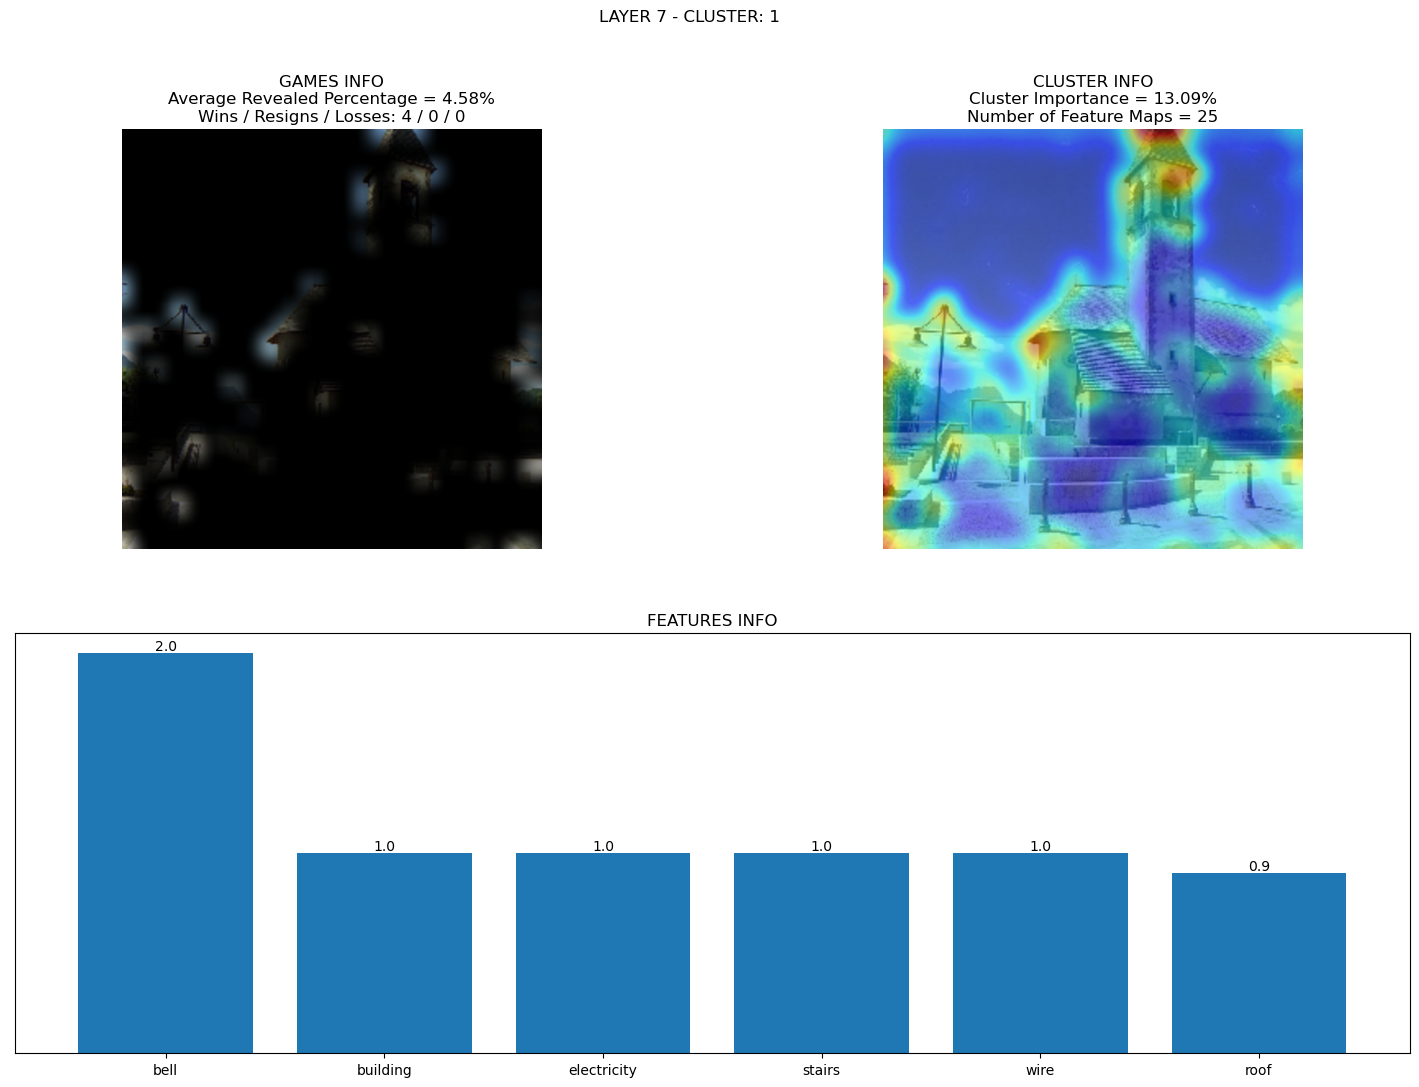 LAYER 7 - CLUSTER: 1
GAMES INFO
Average Revealed Percentage = 4.58%
Wins / Resigns / Losses: 4 / 0 / 0
CLUSTER INFO
Cluster Importance = 13.09%
Number of Feature Maps = 25
FEATURES INFO
2.0
1.0
1.0
1.0
1.0
0.9
bell
building
electricity
stairs
wire
roof